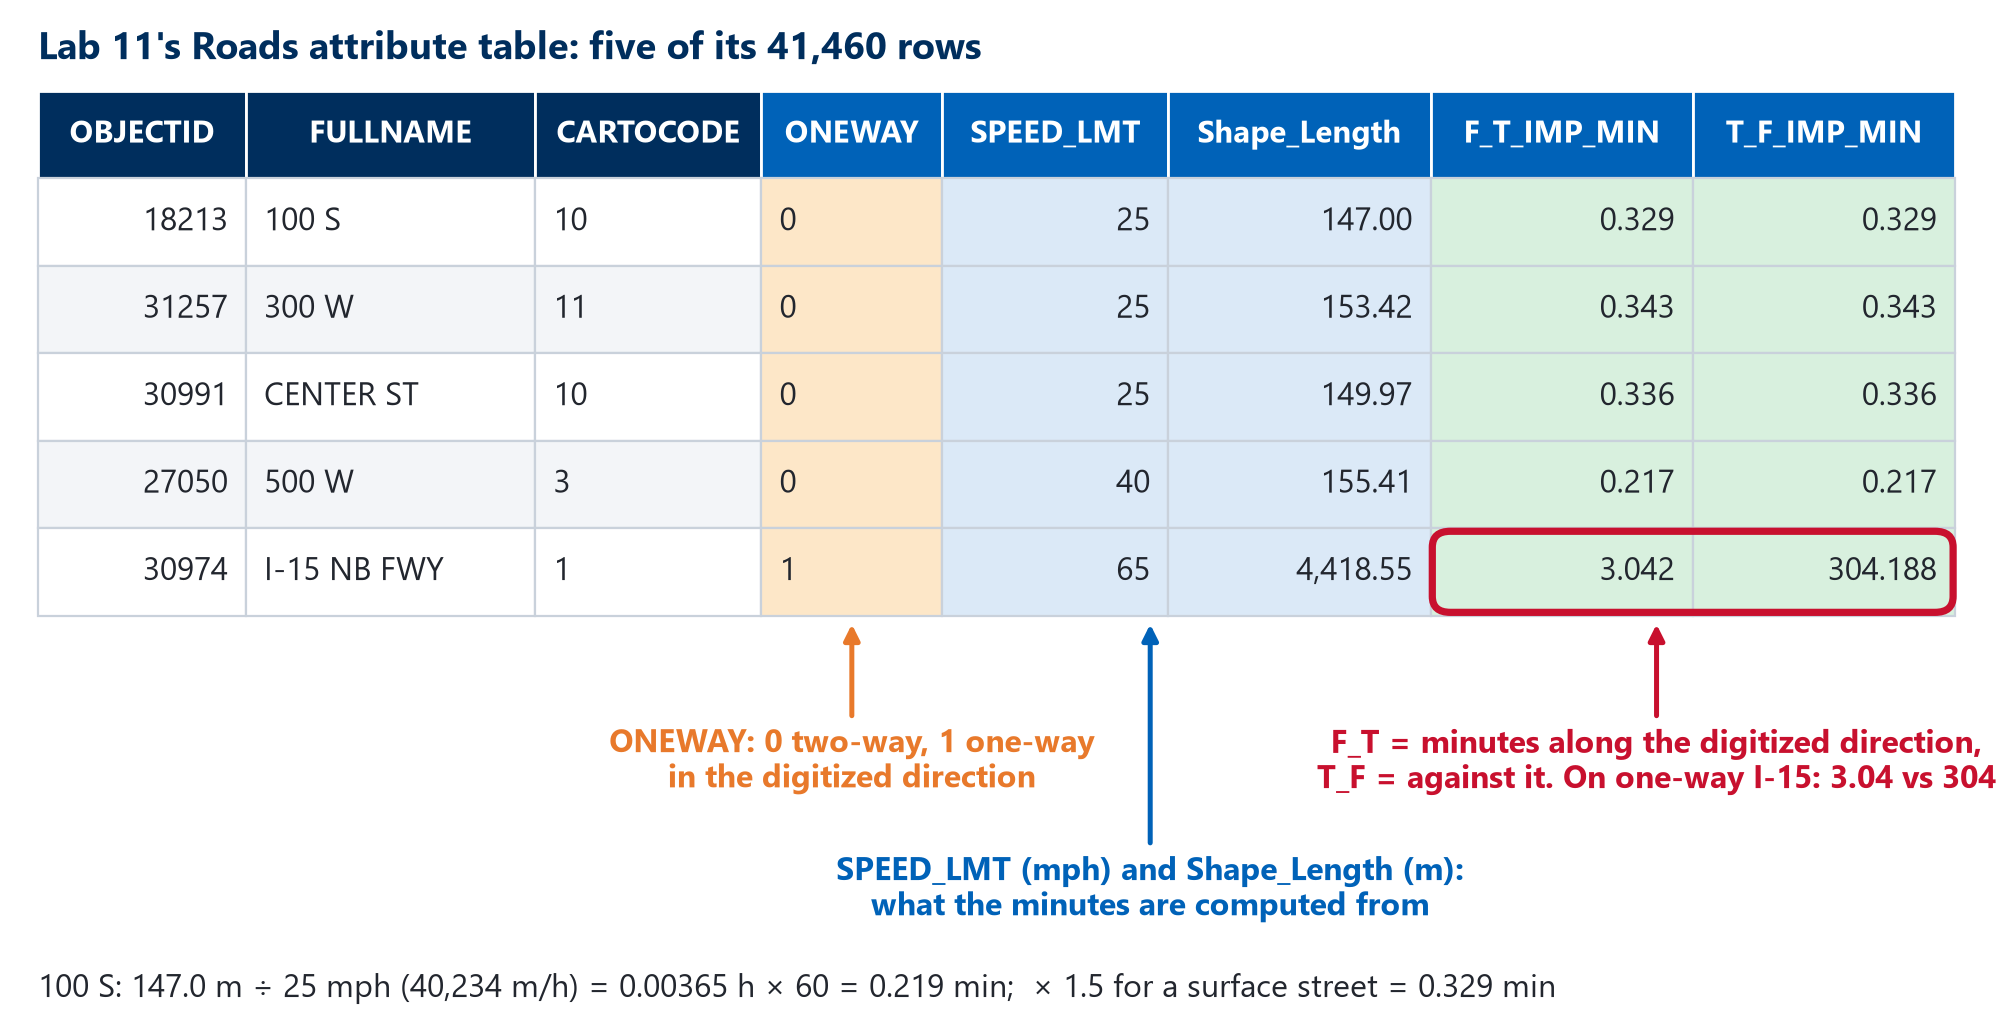 Lab 11's Roads attribute table: five of its 41,460 rows
OBJECTID FULLNAME CARTOCODE ONEWAY SPEED_LMT Shape_Length F_T_IMP_MIN T_F_IMP_MIN
18213 100 S 10 0 25 147.00 0.329 0.329
31257 300 W 11 0 25 153.42 0.343 0.343
30991 CENTER ST 10 0 25 149.97 0.336 0.336
27050 500 W 3 0 40 155.41 0.217 0.217
30974 I-15 NB FWY 1 1 65 4,418.55 3.042 304.188
ONEWAY: 0 two-way, 1 one-way
in the digitized direction
F_T = minutes along the digitized direction,
T_F = against it. On one-way I-15: 3.04 vs 304
SPEED_LMT (mph) and Shape_Length (m):
what the minutes are computed from
100 S: 147.0 m ÷ 25 mph (40,234 m/h) = 0.00365 h × 60 = 0.219 min; × 1.5 for a surface street = 0.329 min